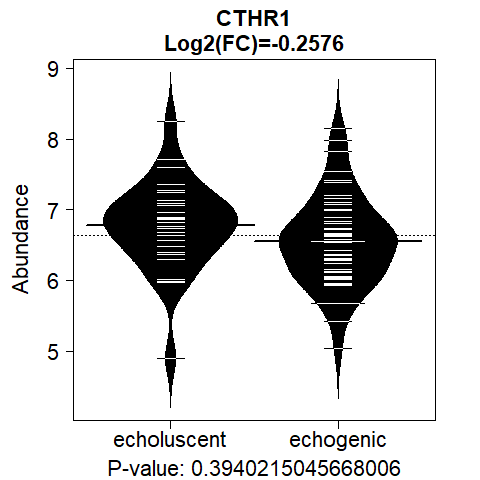 CTHR1
Log2(FC)=-0.2576
Abundance
9
8
7
6
5
echoluscent
echogenic
P-value: 0.3940215045668006